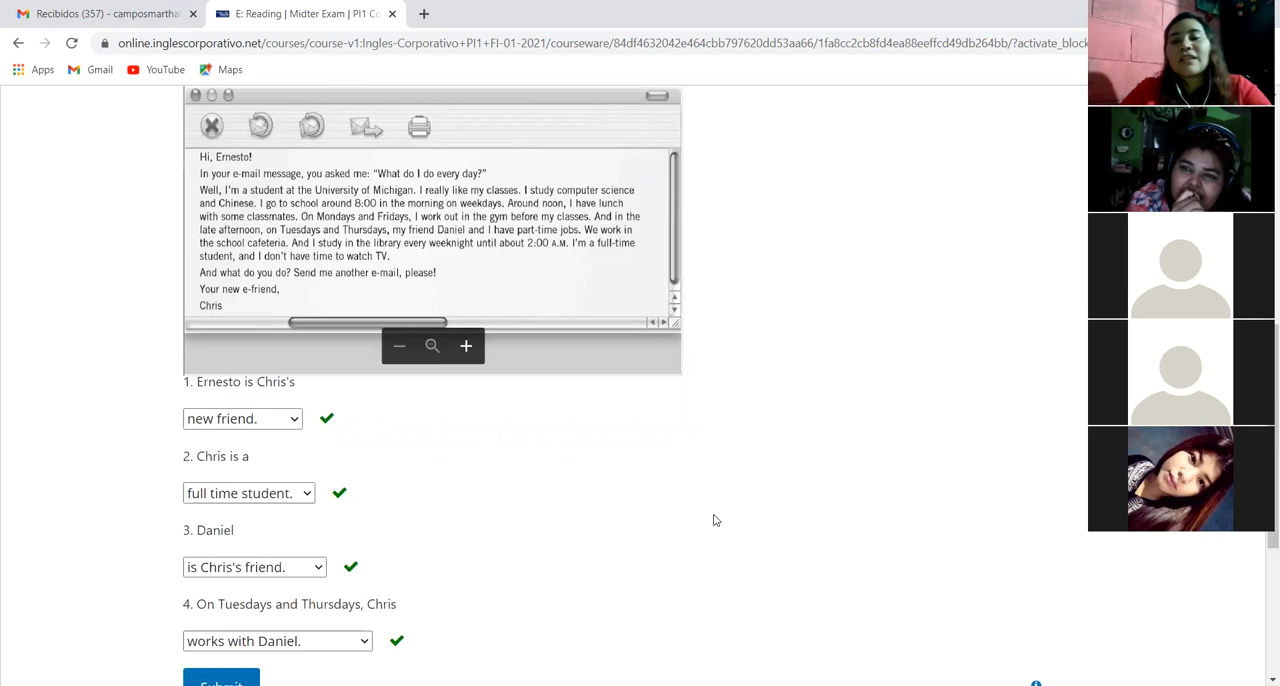 Recibidos (357) - camposmartha
E: Reading | Midter Exam | PI1 Co
online.inglescorporativo.net/courses/course-v1:Ingles-Corporativo+PI1+FI-01-2021/courseware/84df4632042e464cbb797620dd53aa66/1fa8cc2cb8fd4ea88eeffcd49db264bb/?activate_block
Apps Gmail YouTube Maps
Hi, Ernesto!
In your e-mail message, you asked me: "What do I do every day?"
Well, I'm a student at the University of Michigan. I really like my classes. I study computer science
and Chinese. I go to school around 8:00 in the morning on weekdays. Around noon, I have lunch
with some classmates. On Mondays and Fridays, I work out in the gym before my classes. And in the
late afternoon, on Tuesdays and Thursdays, my friend Daniel and I have part-time jobs. We work in
the school cafeteria. And I study in the library every weeknight until about 2:00 A.M. I'm a full-time
student, and I don't have time to watch TV.
And what do you do? Send me another e-mail, please!
Your new e-friend,
Chris
1. Ernesto is Chris's
new friend.
2. Chris is a
full time student.
3. Daniel
is Chris's friend.
4. On Tuesdays and Thursdays, Chris
works with Daniel.
Submit